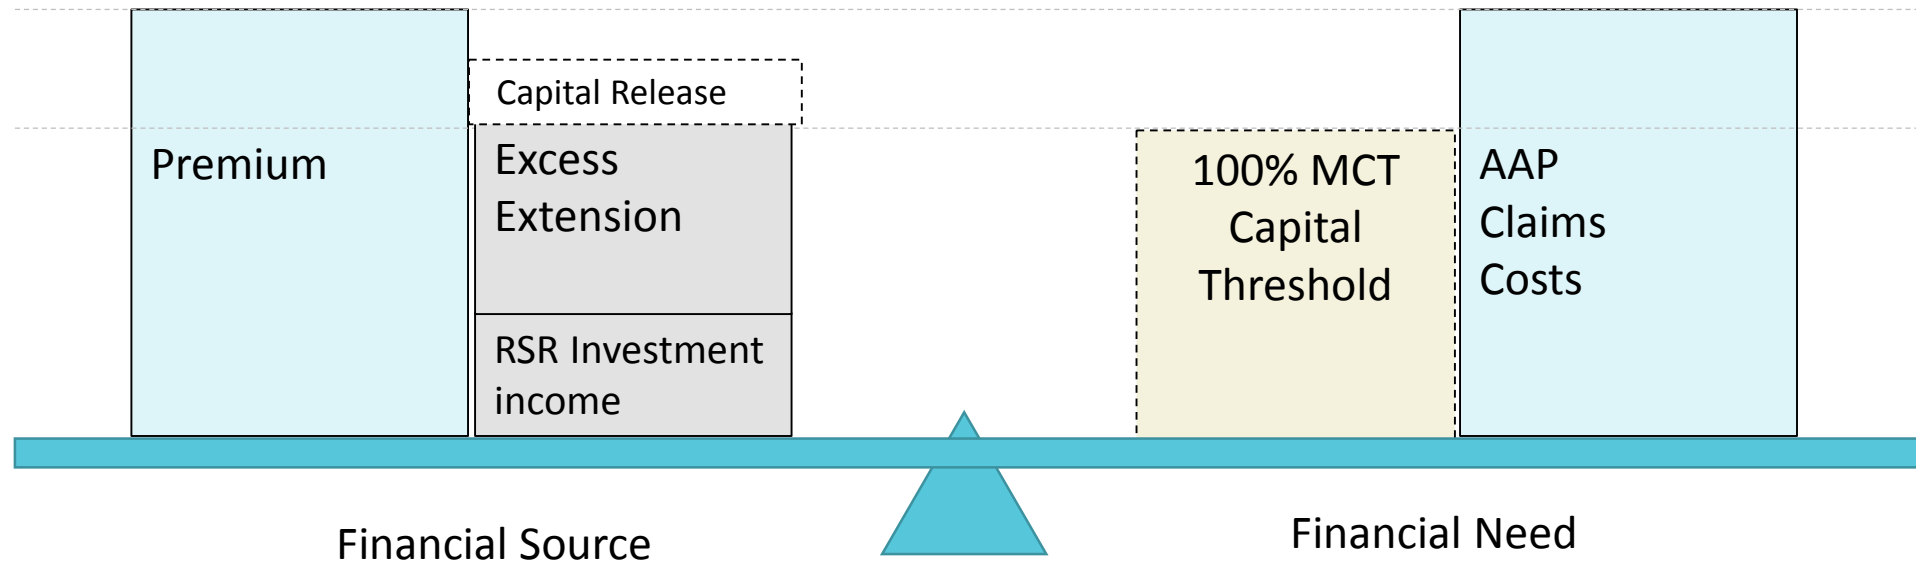 Capital Release
Premium
Excess
Extension
RSR Investment
income
100% MCT
Capital
Threshold
AAP
Claims
Costs
Financial Source
Financial Need